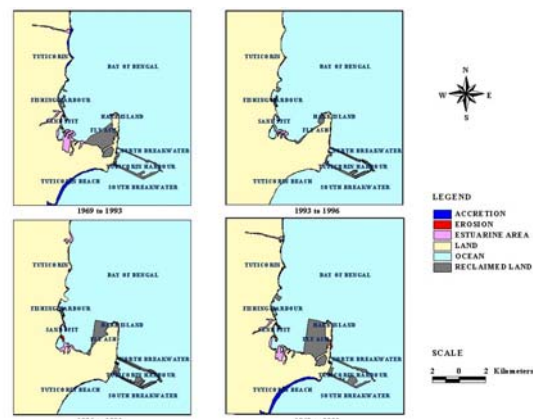 TUTICORIN
BAY OF BENGAL
FISHING HARBOUR
HARE ISLAND
SAND SPIT
FLY ASH
NORTH BREAKWATER
TUTICORIN HARBOUR
TUTICORIN BEACH
SOUTH BREAKWATER
1969 to 1993
TUTICORIN
BAY OF BENGAL
FISHING HARBOUR
HARE ISLAND
SAND SPIT
FLY ASH
NORTH BREAKWATER
TUTICORIN HARBOUR
TUTICORIN BEACH
SOUTH BREAKWATER
1993 to 1996
N
W
E
S
LEGEND
ACCRETION
EROSION
ESTUARINE AREA
LAND
OCEAN
RECLAIMED LAND
TUTICORIN
BAY OF BENGAL
FISHING HARBOUR
HARE ISLAND
SAND SPIT
FLY ASH
NORTH BREAKWATER
TUTICORIN HARBOUR
TUTICORIN BEACH
SOUTH BREAKWATER
TUTICORIN
BAY OF BENGAL
FISHING HARBOUR
HARE ISLAND
SAND SPIT
FLY ASH
NORTH BREAKWATER
TUTICORIN HARBOUR
TUTICORIN BEACH
SOUTH BREAKWATER
SCALE
2 0 2 Kilometers